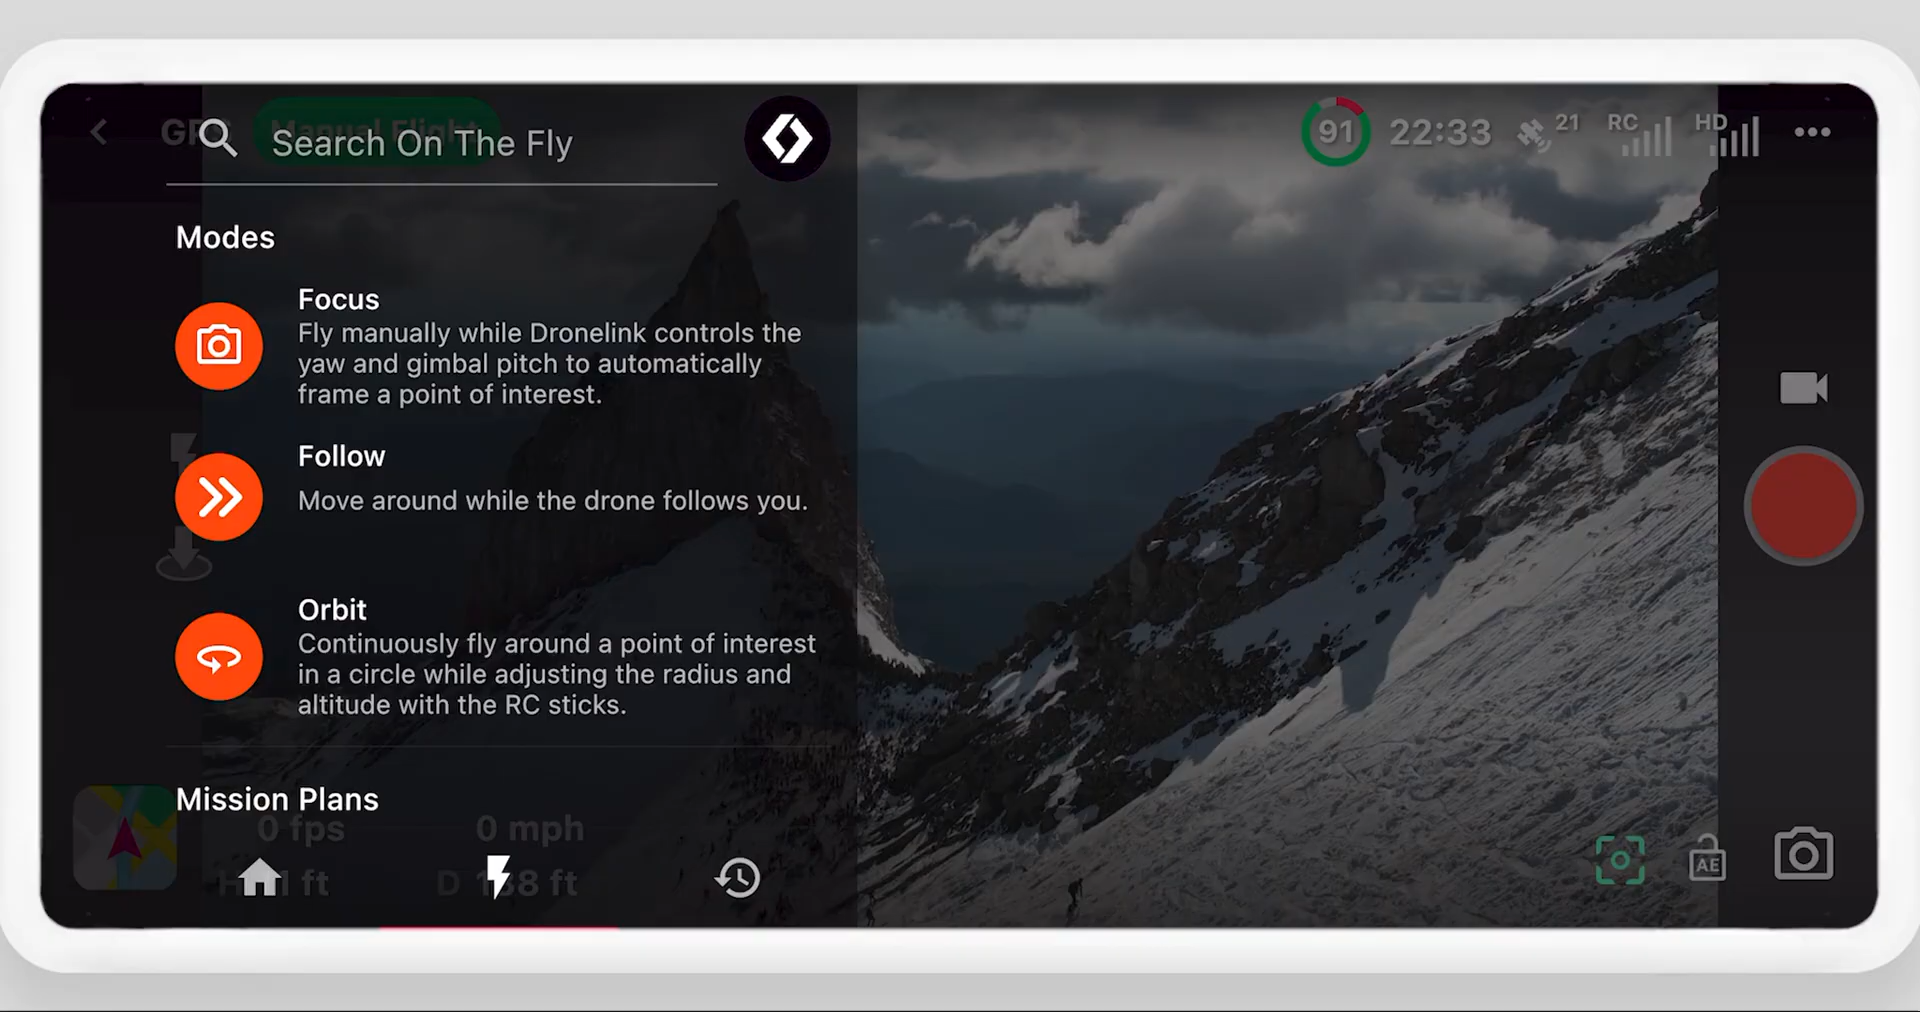 Search On The Fly
91
22:33
21
RC
HD
Modes
Focus
Fly manually while Dronelink controls the
yaw and gimbal pitch to automatically
frame a point of interest.
Follow
Move around while the drone follows you.
Orbit
Continuously fly around a point of interest
in a circle while adjusting the radius and
altitude with the RC sticks.
Mission Plans
0 fps
0 mph
ft
D
ft
AE